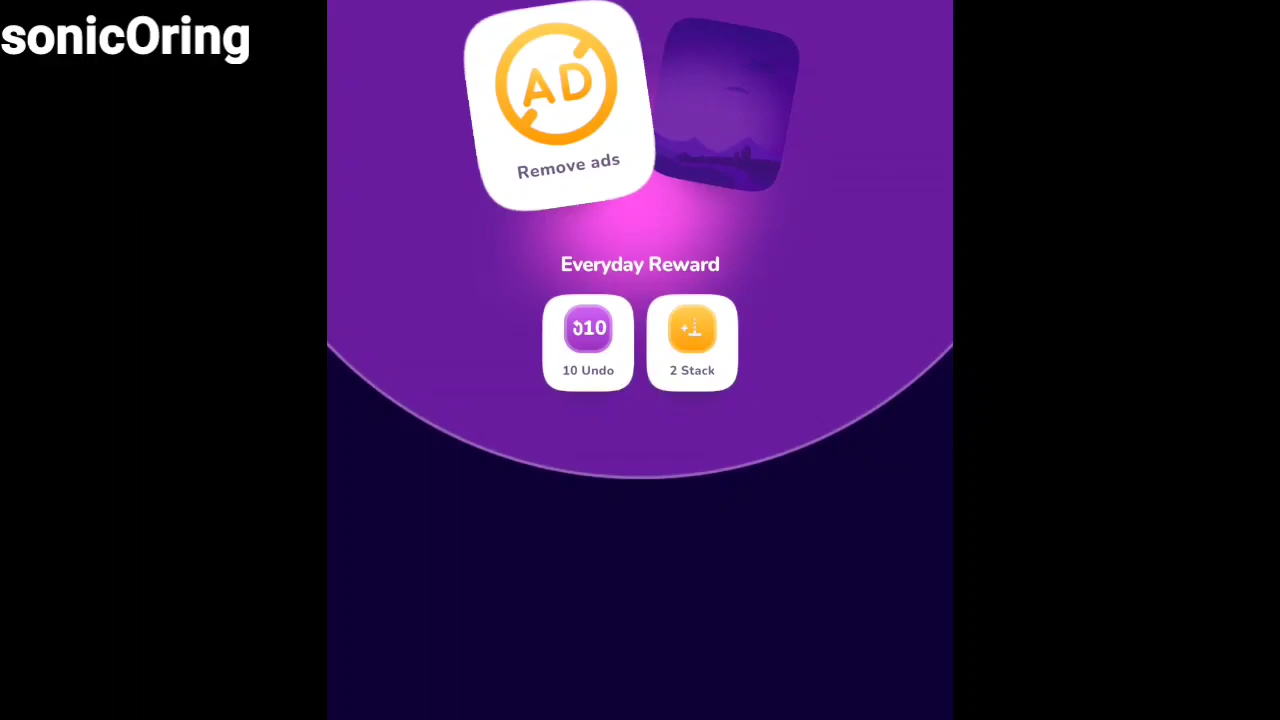 sonicOring
AD
Remove ads
Everyday Reward
10
10 Undo
+
2 Stack